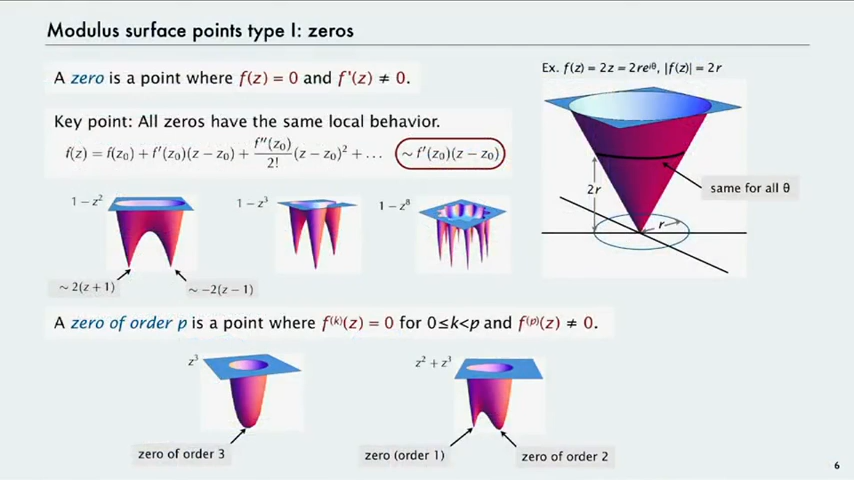 Modulus surface points type I: zeros
A zero is a point where f(z) = 0 and f'(z) ≠ 0.
Ex. f(z) = 2z = 2re^{iθ}, |f(z)| = 2r
Key point: All zeros have the same local behavior.
f(z) = f(z₀) + f'(z₀)(z − z₀) + f''(z₀)/2! (z − z₀)² + … ∼ f'(z₀)(z − z₀)
same for all θ
2r
r
1 − z²
1 − z³
1 − z⁸
∼ 2(z + 1)
∼ −2(z − 1)
A zero of order p is a point where f⁽ᵏ⁾(z) = 0 for 0≤k<p and f⁽ᵖ⁾(z) ≠ 0.
z³
z² + z³
zero of order 3
zero (order 1)
zero of order 2
6